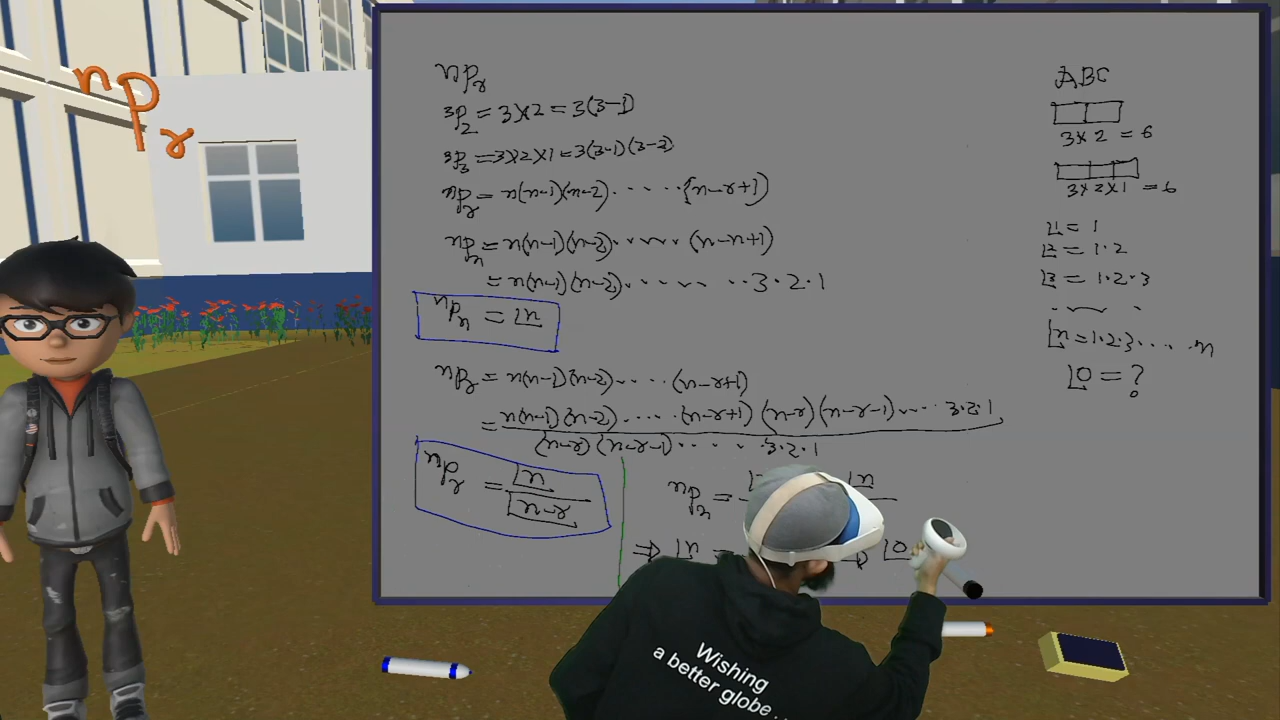 nPr
nPr
³P₂ = 3×2 = 3(3-1)
³P₃ = 3×2×1 = 3(3-1)(3-2)
ⁿPr = n(n-1)(n-2).....(n-r+1)
ⁿPn = n(n-1)(n-2)......(n-n+1)
= n(n-1)(n-2)........3·2·1
ⁿPn = |n
ⁿPr = n(n-1)(n-2).....(n-r+1)
= n(n-1)(n-2).....(n-r+1)(n-r)(n-r-1)....3·2·1
(n-r)(n-r-1).....3·2·1
ⁿPr = |n
|n-r
ⁿPn = |n
⇒ |n = |0
ABC
3×2 = 6
3×2×1 = 6
|1 = 1
|2 = 1·2
|3 = 1·2·3
.....
|n = 1·2·3.....n
|0 = ?
Wishing
a better globe...